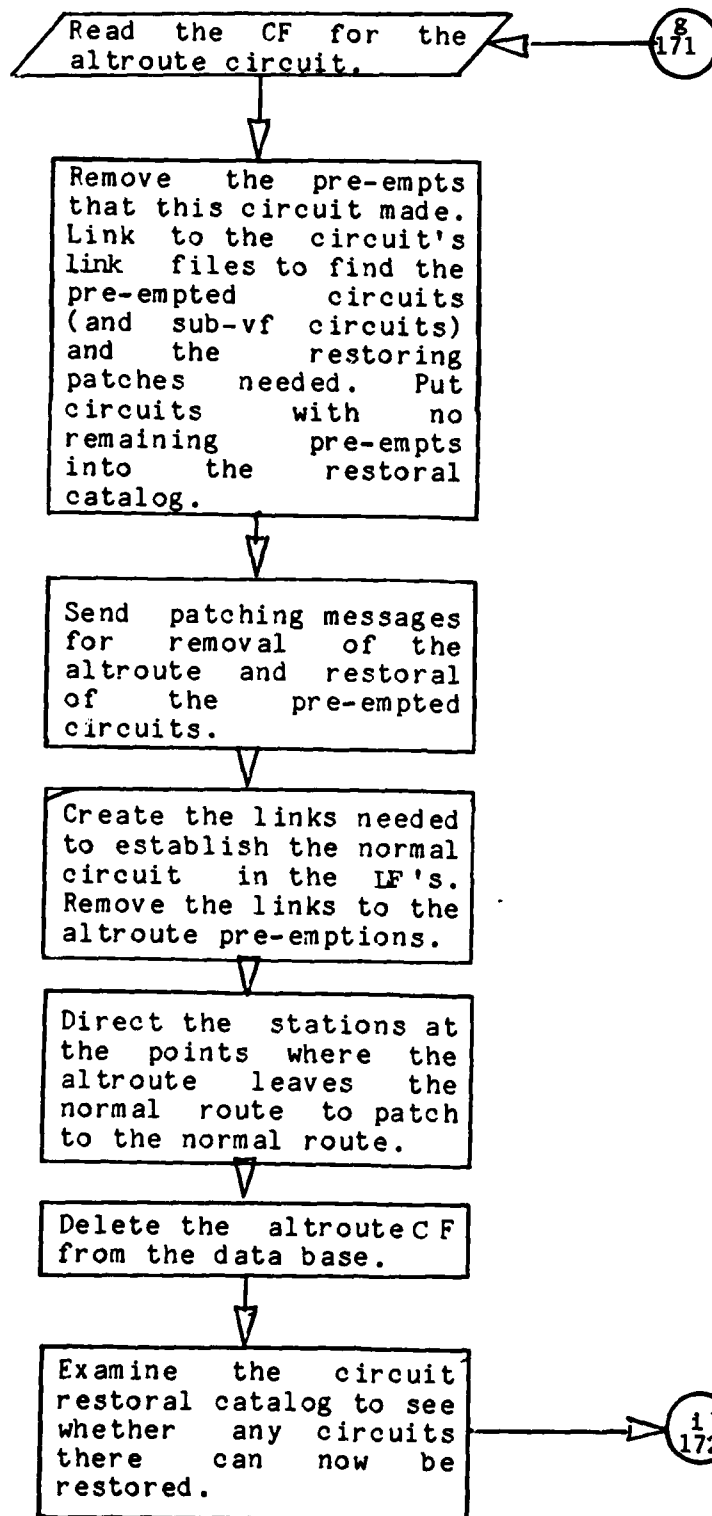 Read the CF for the
altroute circuit.
g
171
Remove the pre-empts
that this circuit made.
Link to the circuit's
link files to find the
pre-empted circuits
(and sub-vf circuits)
and the restoring
patches needed. Put
circuits with no
remaining pre-empts
into the restoral
catalog.
Send patching messages
for removal of the
altroute and restoral
of the pre-empted
circuits.
Create the links needed
to establish the normal
circuit in the LF's.
Remove the links to the
altroute pre-emptions.
Direct the stations at
the points where the
altroute leaves the
normal route to patch
to the normal route.
Delete the altroute CF
from the data base.
Examine the circuit
restoral catalog to see
whether any circuits
there can now be
restored.
i
172